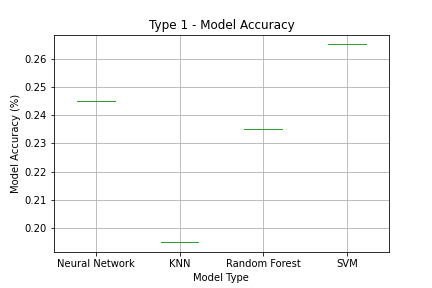 Type 1 - Model Accuracy
Model Accuracy (%)
0.26
0.25
0.24
0.23
0.22
0.21
0.20
Neural Network KNN Random Forest SVM
Model Type